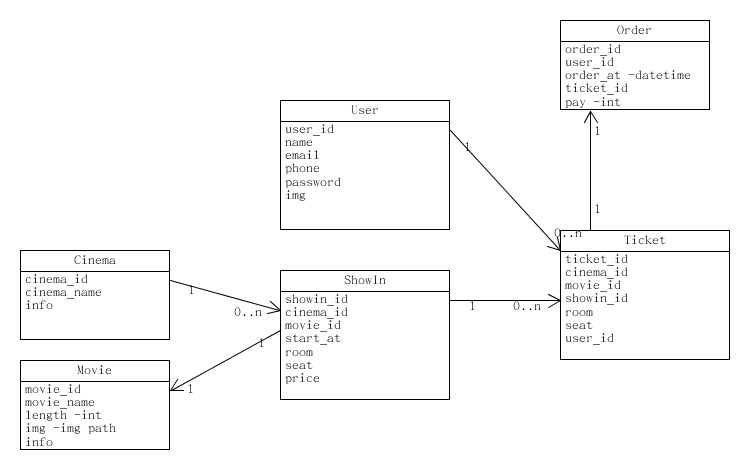 Order
order_id
user_id
order_at -datetime
ticket_id
pay -int
1
1
User
user_id
name
email
phone
password
img
1
0..n
Ticket
ticket_id
cinema_id
movie_id
showin_id
room
seat
user_id
Cinema
cinema_id
cinema_name
info
1
0..n
ShowIn
showin_id
cinema_id
movie_id
start_at
room
seat
price
1
0..n
1
1
Movie
movie_id
movie_name
length -int
img -img path
info